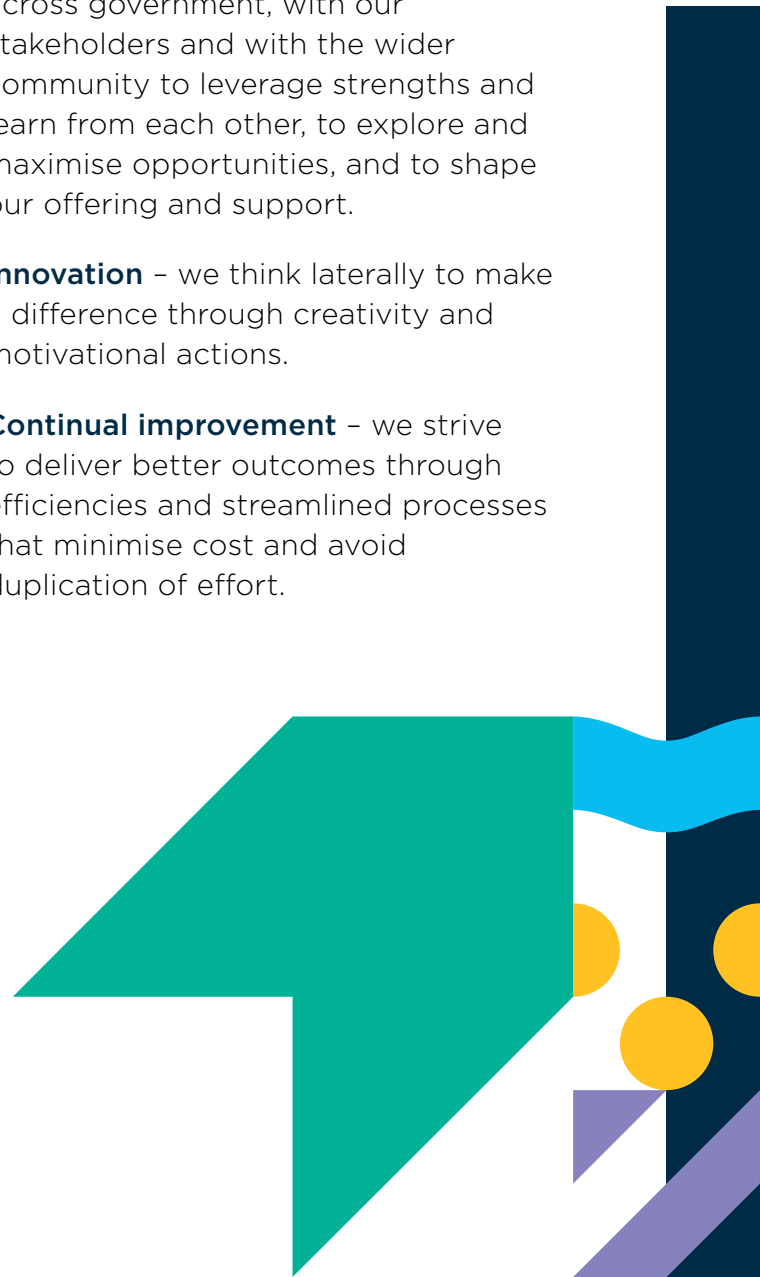 cross government, with our
takeholders and with the wider
ommunity to leverage strengths and
earn from each other, to explore and
maximise opportunities, and to shape
our offering and support.
nnovation – we think laterally to make
difference through creativity and
motivational actions.
Continual improvement – we strive
o deliver better outcomes through
efficiencies and streamlined processes
hat minimise cost and avoid
duplication of effort.